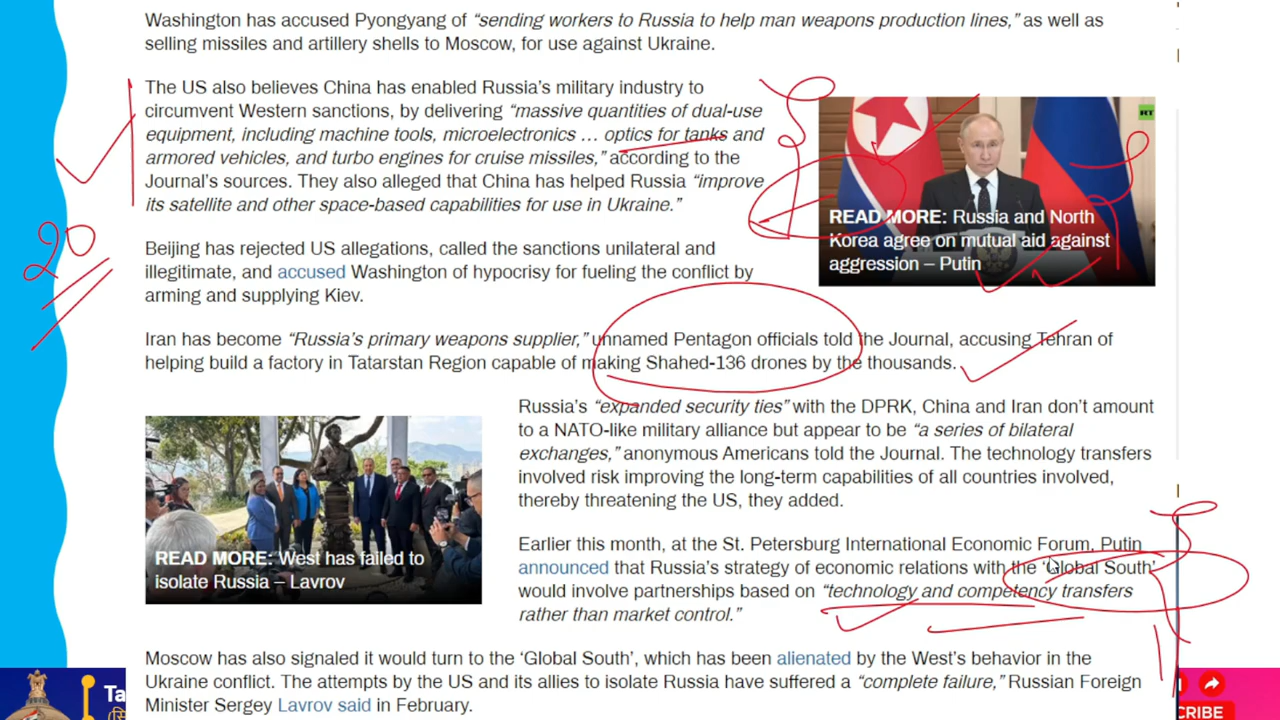 Washington has accused Pyongyang of “sending workers to Russia to help man weapons production lines,” as well as
selling missiles and artillery shells to Moscow, for use against Ukraine.
The US also believes China has enabled Russia’s military industry to
circumvent Western sanctions, by delivering “massive quantities of dual-use
equipment, including machine tools, microelectronics … optics for tanks and
armored vehicles, and turbo engines for cruise missiles,” according to the
Journal’s sources. They also alleged that China has helped Russia “improve
its satellite and other space-based capabilities for use in Ukraine.”
RT
READ MORE: Russia and North
Korea agree on mutual aid against
aggression – Putin
20
Beijing has rejected US allegations, called the sanctions unilateral and
illegitimate, and accused Washington of hypocrisy for fueling the conflict by
arming and supplying Kiev.
Iran has become “Russia’s primary weapons supplier,” unnamed Pentagon officials told the Journal, accusing Tehran of
helping build a factory in Tatarstan Region capable of making Shahed-136 drones by the thousands.
READ MORE: West has failed to
isolate Russia – Lavrov
Russia’s “expanded security ties” with the DPRK, China and Iran don’t amount
to a NATO-like military alliance but appear to be “a series of bilateral
exchanges,” anonymous Americans told the Journal. The technology transfers
involved risk improving the long-term capabilities of all countries involved,
thereby threatening the US, they added.
Earlier this month, at the St. Petersburg International Economic Forum, Putin
announced that Russia’s strategy of economic relations with the ‘Global South’
would involve partnerships based on “technology and competency transfers
rather than market control.”
Moscow has also signaled it would turn to the ‘Global South’, which has been alienated by the West’s behavior in the
Ukraine conflict. The attempts by the US and its allies to isolate Russia have suffered a “complete failure,” Russian Foreign
Minister Sergey Lavrov said in February.
Ta
CRIBE